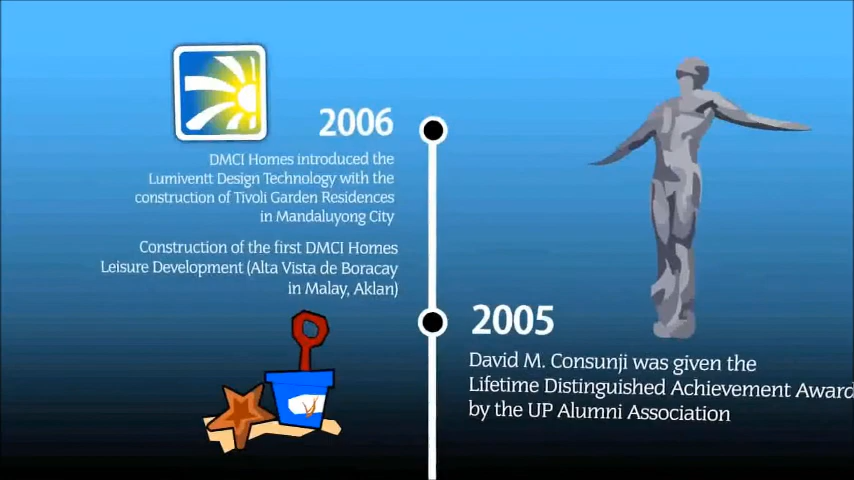 2006
DMCI Homes introduced the
Lumiventt Design Technology with the
construction of Tivoli Garden Residences
in Mandaluyong City
Construction of the first DMCI Homes
Leisure Development (Alta Vista de Boracay
in Malay, Aklan)
2005
David M. Consunji was given the
Lifetime Distinguished Achievement Award
by the UP Alumni Association